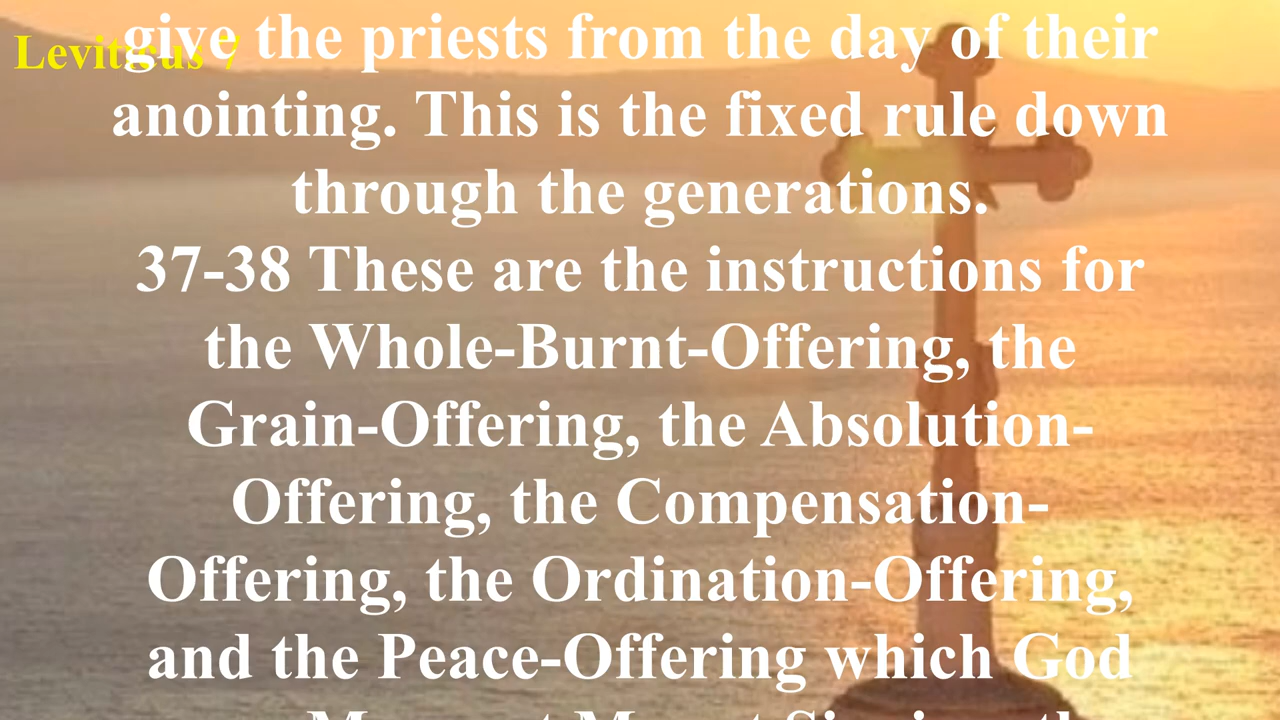 Leviticus 7
give the priests from the day of their
anointing. This is the fixed rule down
through the generations.
37-38 These are the instructions for
the Whole-Burnt-Offering, the
Grain-Offering, the Absolution-
Offering, the Compensation-
Offering, the Ordination-Offering,
and the Peace-Offering which God